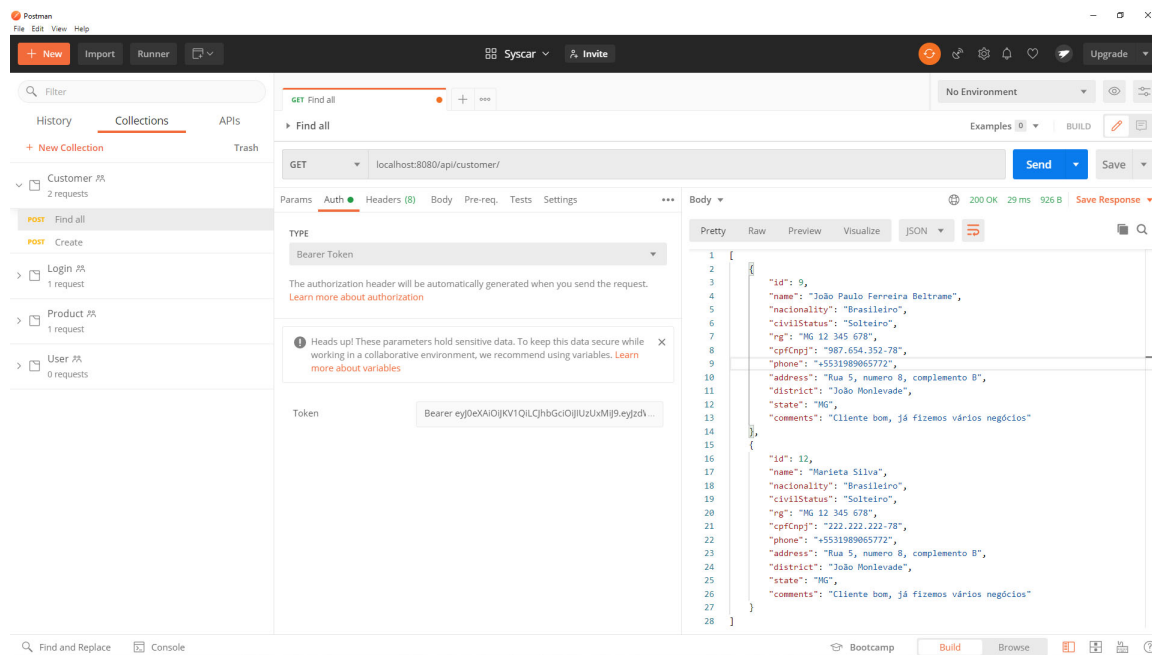 Postman
File Edit View Help
+ New Import Runner Syscar Invite Upgrade
Filter
History Collections APIs
+ New Collection Trash
Customer
2 requests
POST Find all
POST Create
Login
1 request
Product
1 request
User
0 requests
GET Find all + ooo
No Environment
Find all
Examples 0 BUILD
GET localhost:8080/api/customer/ Send Save
Params Auth Headers (8) Body Pre-req. Tests Settings
TYPE
Bearer Token
The authorization header will be automatically generated when you send the request.
Learn more about authorization
Heads up! These parameters hold sensitive data. To keep this data secure while
working in a collaborative environment, we recommend using variables. Learn
more about variables
Token
Body 200 OK 29 ms 926 B Save Response
Pretty Raw Preview Visualize JSON
1 [
2 {
3 "id": 9,
4 "name": "João Paulo Ferreira Beltrame",
5 "nacionality": "Brasileiro",
6 "civilStatus": "Solteiro",
7 "rg": "MG 12 345 678",
8 "cpfCnpj": "987.654.352-78",
9 "phone": "+5531989065772",
10 "address": "Rua 5, numero 8, complemento B",
11 "district": "João Monlevade",
12 "state": "MG",
13 "comments": "Cliente bom, já fizemos vários negócios"
14 },
15 {
16 "id": 12,
17 "name": "Marieta Silva",
18 "nacionality": "Brasileiro",
19 "civilStatus": "Solteiro",
20 "rg": "MG 12 345 678",
21 "cpfCnpj": "222.222.222-78",
22 "phone": "+5531989065772",
23 "address": "Rua 5, numero 8, complemento B",
24 "district": "João Monlevade",
25 "state": "MG",
26 "comments": "Cliente bom, já fizemos vários negócios"
27 }
28 ]
Find and Replace Console Bootcamp Build Browse